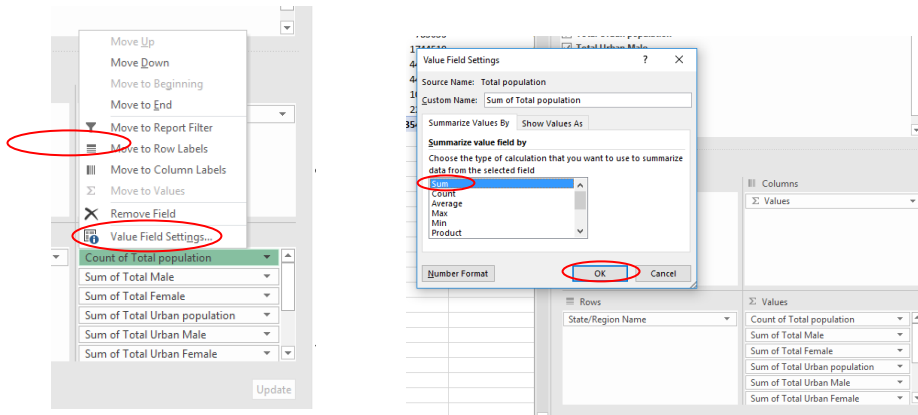 Move Up
Move Down
Move to Beginning
Move to End
Move to Report Filter
Move to Row Labels
Move to Column Labels
Σ Move to Values
Remove Field
Value Field Settings...
Count of Total population
Sum of Total Male
Sum of Total Female
Sum of Total Urban population
Sum of Total Urban Male
Sum of Total Urban Female
Update
Value Field Settings ? X
Source Name: Total population
Custom Name: Sum of Total population
Summarize Values By Show Values As
Summarize value field by
Choose the type of calculation that you want to use to summarize
data from the selected field
Sum
Count
Average
Max
Min
Product
Number Format OK Cancel
Total Urban Male
Columns
Σ Values
Rows
State/Region Name
Σ Values
Count of Total population
Sum of Total Male
Sum of Total Female
Sum of Total Urban population
Sum of Total Urban Male
Sum of Total Urban Female